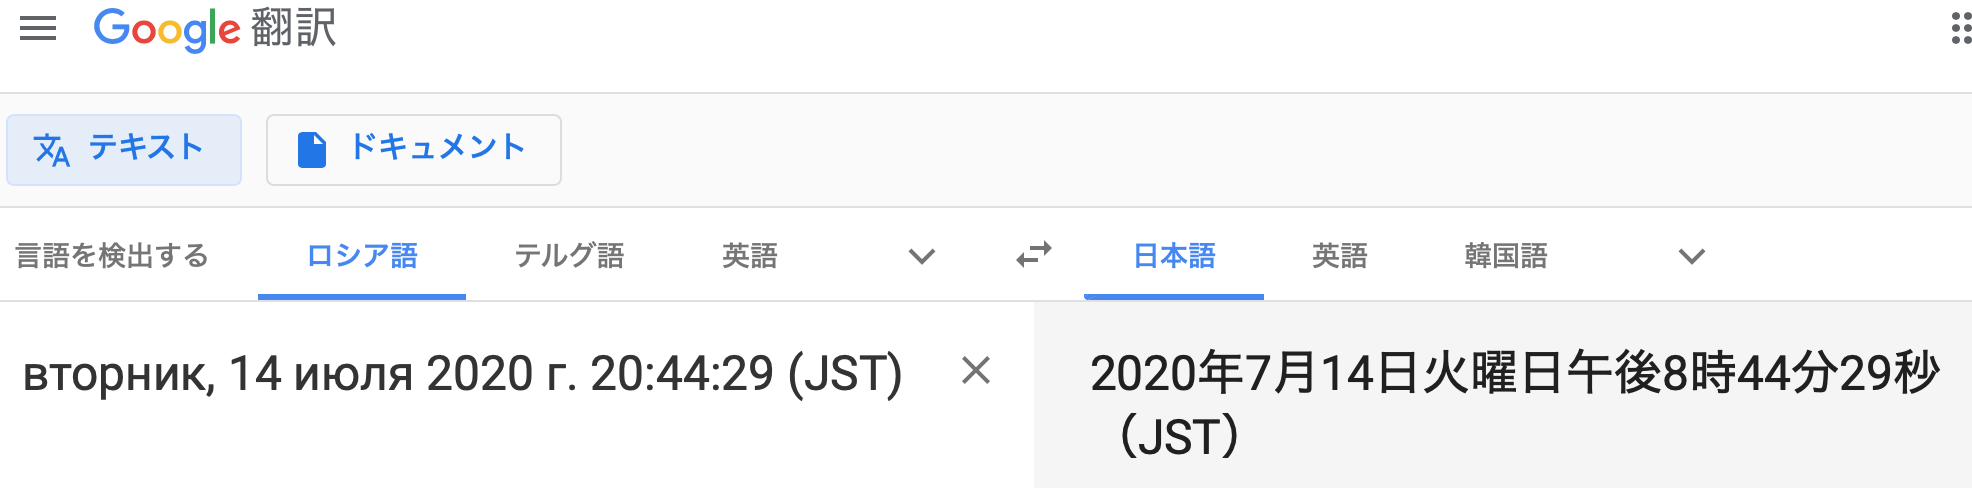 Google 翻訳
テキスト
ドキュメント
言語を検出する ロシア語 テルグ語 英語 日本語 英語 韓国語
вторник, 14 июля 2020 г. 20:44:29 (JST)
2020年7月14日火曜日午後8時44分29秒
（JST）